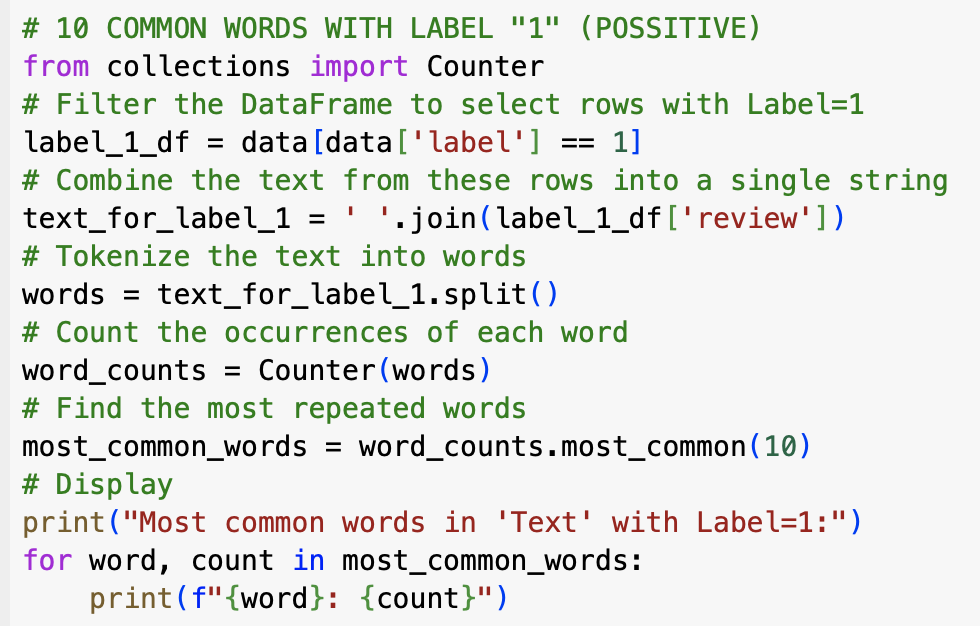 # 10 COMMON WORDS WITH LABEL "1" (POSSITIVE)
from collections import Counter
# Filter the DataFrame to select rows with Label=1
label_1_df = data[data['label'] == 1]
# Combine the text from these rows into a single string
text_for_label_1 = ' '.join(label_1_df['review'])
# Tokenize the text into words
words = text_for_label_1.split()
# Count the occurrences of each word
word_counts = Counter(words)
# Find the most repeated words
most_common_words = word_counts.most_common(10)
# Display
print("Most common words in 'Text' with Label=1:")
for word, count in most_common_words:
    print(f"{word}: {count}")